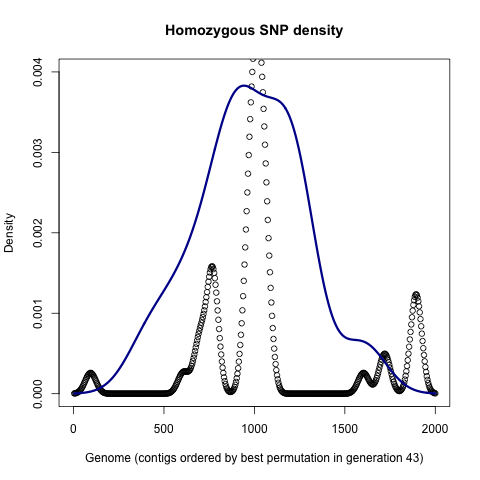 Homozygous SNP density
Density
0.004
0.003
0.002
0.001
0.000
0 500 1000 1500 2000
Genome (contigs ordered by best permutation in generation 43)